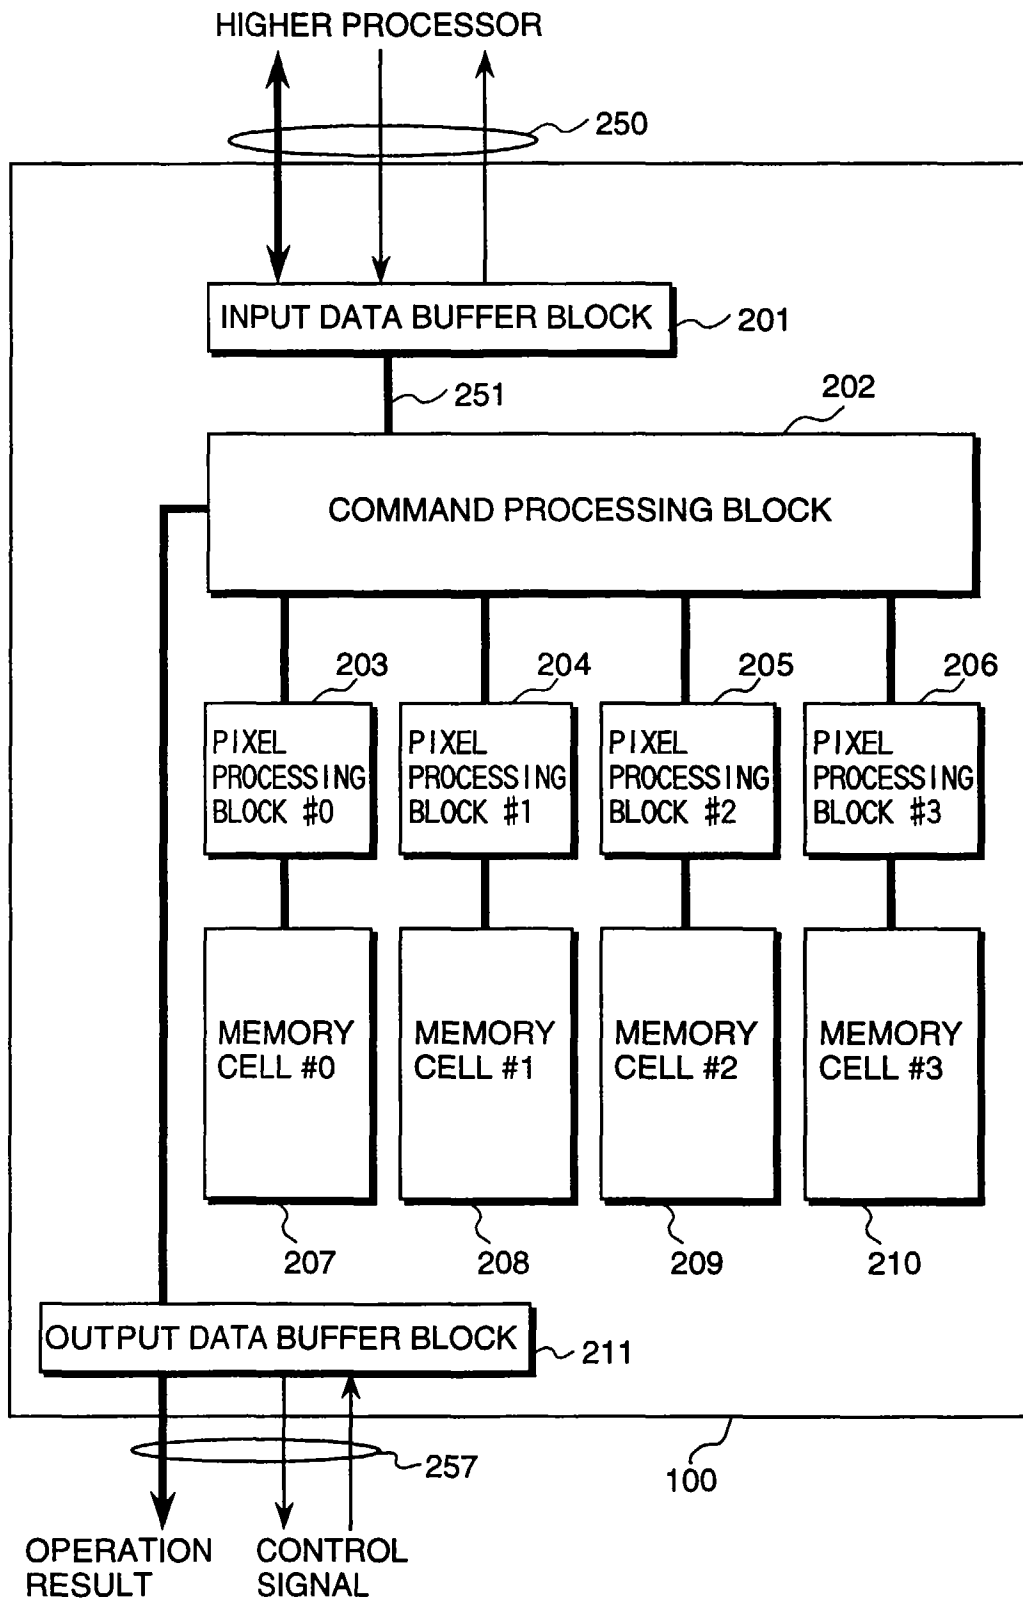 HIGHER PROCESSOR
250
INPUT DATA BUFFER BLOCK
201
251
202
COMMAND PROCESSING BLOCK
203
204
205
206
PIXEL
PROCESSING
BLOCK #0
PIXEL
PROCESSING
BLOCK #1
PIXEL
PROCESSING
BLOCK #2
PIXEL
PROCESSING
BLOCK #3
MEMORY
CELL #0
MEMORY
CELL #1
MEMORY
CELL #2
MEMORY
CELL #3
207
208
209
210
OUTPUT DATA BUFFER BLOCK
211
257
100
OPERATION
RESULT
CONTROL
SIGNAL